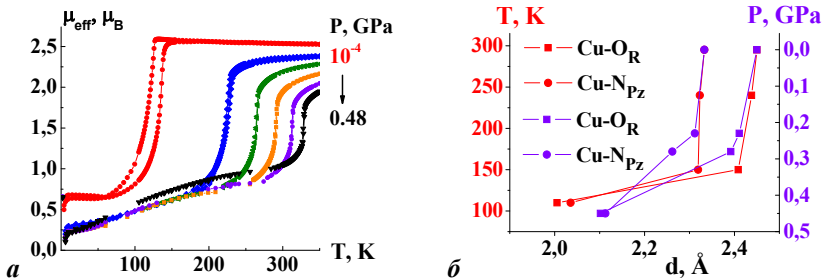 μeff, μB
P, GPa
10-4
0.48
2,5
2,0
1,5
1,0
0,5
0,0
100
200
300
T, K
а
T, K
P, GPa
300
250
200
150
100
Cu-OR
Cu-NPz
Cu-OR
Cu-NPz
0,0
0,1
0,2
0,3
0,4
0,5
2,0
2,2
2,4
d, Å
б